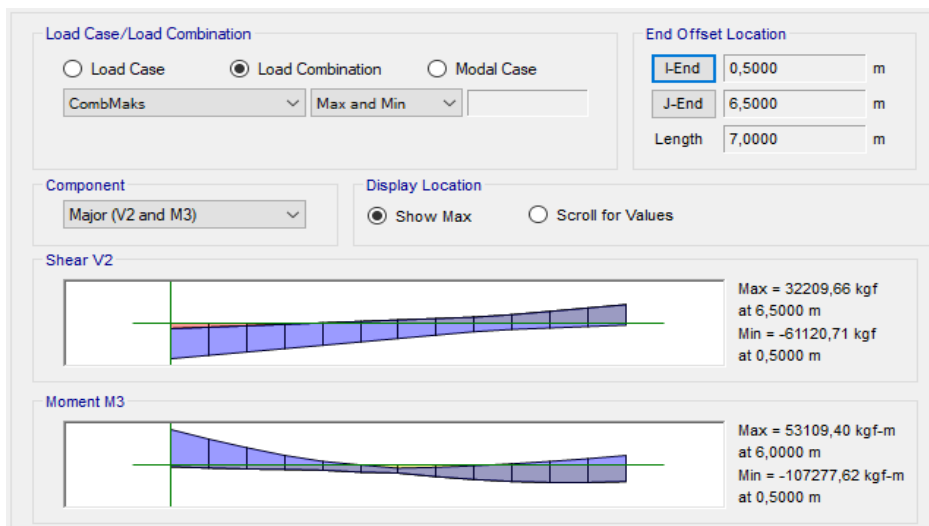 Load Case/Load Combination
Load Case
Load Combination
Modal Case
CombMaks
Max and Min
End Offset Location
I-End 0,5000 m
J-End 6,5000 m
Length 7,0000 m
Component
Major (V2 and M3)
Display Location
Show Max
Scroll for Values
Shear V2
Max = 32209,66 kgf
at 6,5000 m
Min = -61120,71 kgf
at 0,5000 m
Moment M3
Max = 53109,40 kgf-m
at 6,0000 m
Min = -107277,62 kgf-m
at 0,5000 m